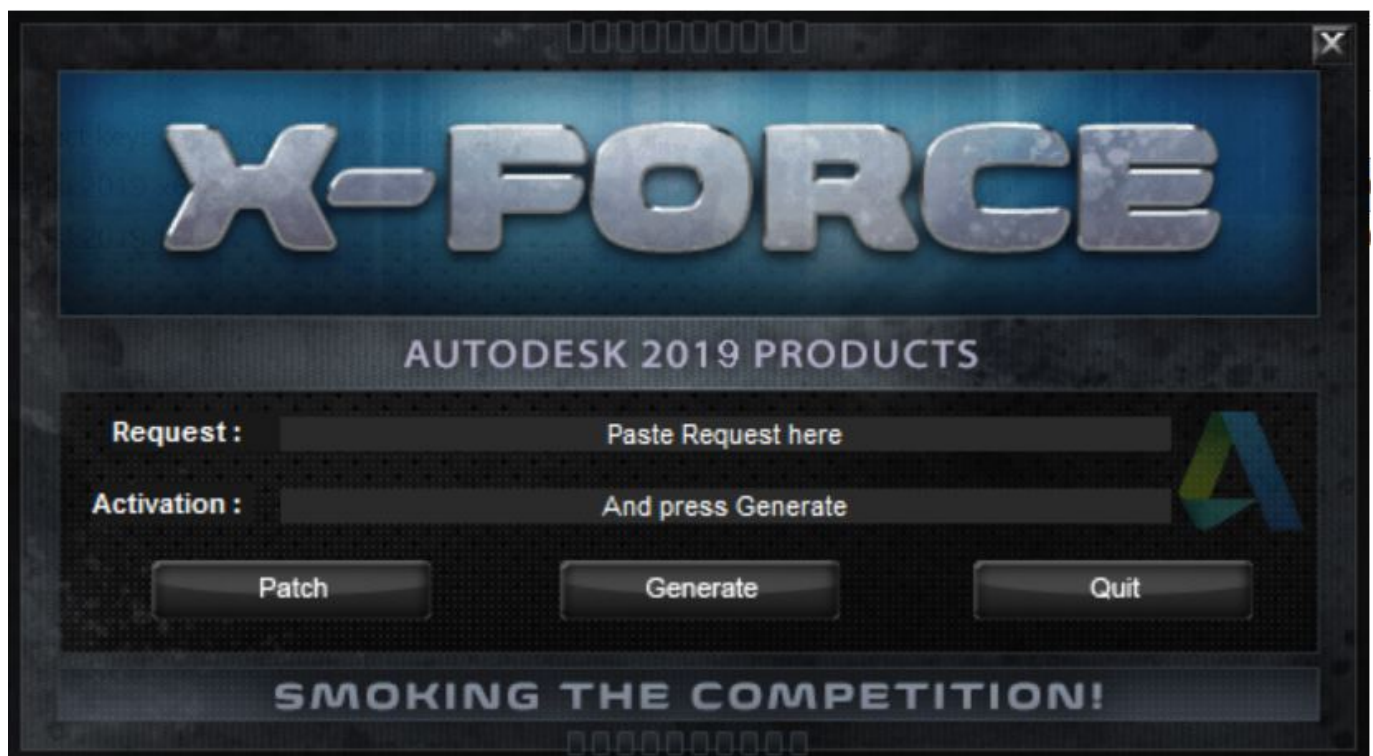 X
X-FORCE
AUTODESK 2019 PRODUCTS
Request :
Paste Request here
Activation :
And press Generate
Patch
Generate
Quit
SMOKING THE COMPETITION!